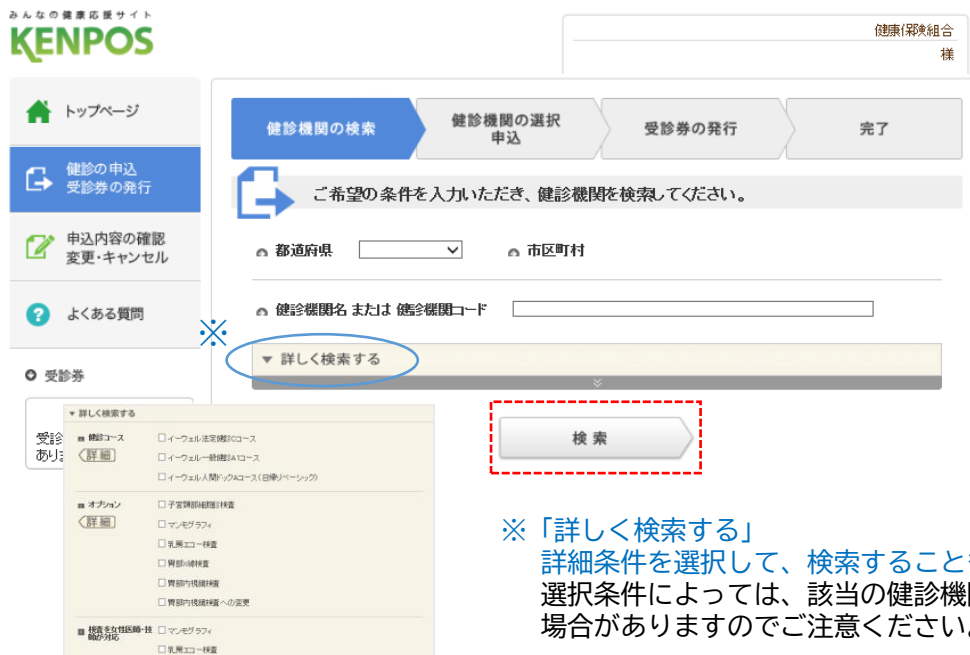 みんなの健康応援サイト
KENPOS
健康保険組合
様
トップページ
健診の申込
受診券の発行
申込内容の確認
変更・キャンセル
よくある質問
受診券
受診
あり
健診機関の検索
健診機関の選択
申込
受診券の発行
完了
ご希望の条件を入力いただき、健診機関を検索してください。
都道府県
市区町村
健診機関名 または 健診機関コード
※
▼ 詳しく検索する
検 索
▼ 詳しく検索する
健診コース
詳細
イーウェル法定健診Cコース
イーウェル一般健診A1コース
イーウェル人間ドックAコース(日帰りベーシック)
オプション
詳細
子宮頸部細胞診検査
マンモグラフィ
乳房エコー検査
胃部X線検査
胃部内視鏡検査
胃部内視鏡検査への変更
検査を女性医師・技
師が対応
マンモグラフィ
乳房エコー検査
※「詳しく検索する」
詳細条件を選択して、検索すること
選択条件によっては、該当の健診機
場合がありますのでご注意ください。